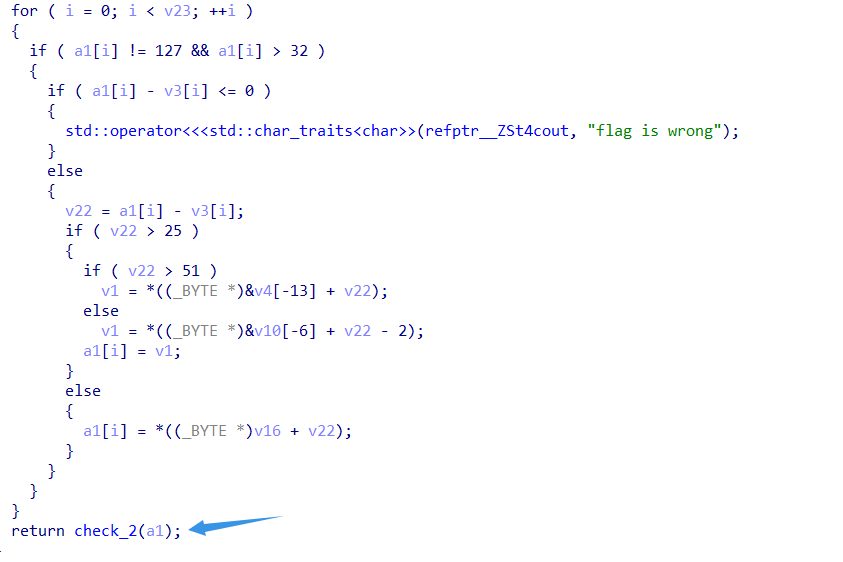 for ( i = 0; i < v23; ++i )
{
if ( a1[i] != 127 && a1[i] > 32 )
{
if ( a1[i] - v3[i] <= 0 )
{
std::operator<<<std::char_traits<char>>(refptr__ZSt4cout, "flag is wrong");
}
else
{
v22 = a1[i] - v3[i];
if ( v22 > 25 )
{
if ( v22 > 51 )
v1 = *((_BYTE *)&v4[-13] + v22);
else
v1 = *((_BYTE *)&v10[-6] + v22 - 2);
a1[i] = v1;
}
else
{
a1[i] = *((_BYTE *)v16 + v22);
}
}
}
}
return check_2(a1);